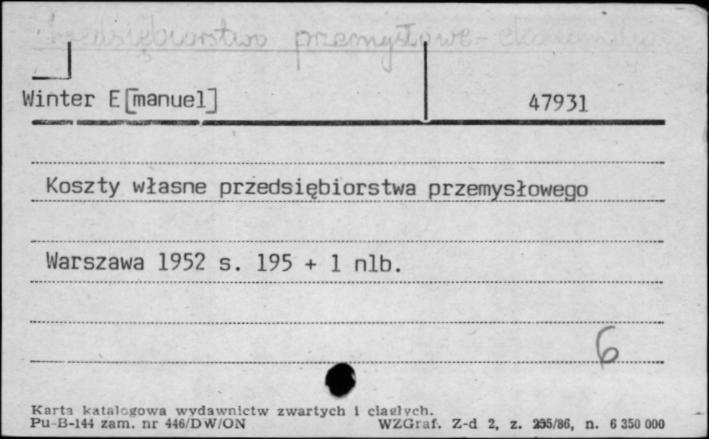 Przedsiębiorstwo przemysłowe-
Winter E[manuel] 47931
Koszty własne przedsiębiorstwa przemysłowego
Warszawa 1952 s. 195 + 1 nlb.
6
Karta katalogowa wydawnictw zwartych i ciągłych.
Pu-B-144 zam. nr 446/DW/ON WZGraf. Z-d 2, z. 255/86, n. 6 350 000